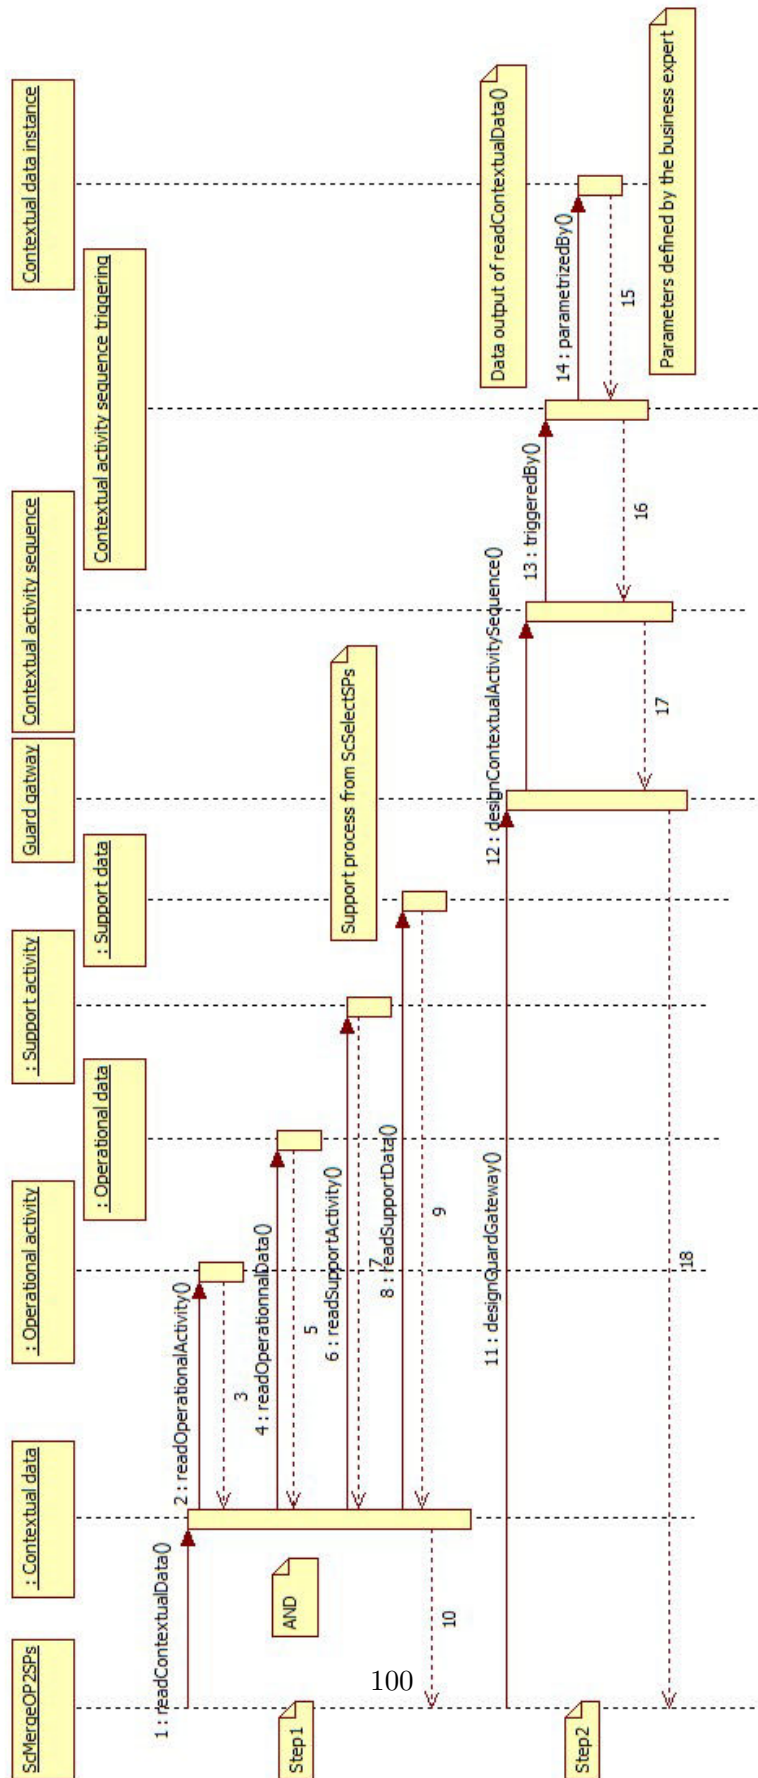 ScMergeOP2SPs
: Contextual data
: Operational activity
: Operational data
: Support activity
: Support data
Guard gatway
Contextual activity sequence
Contextual activity sequence triggering
Contextual data instance
1 : readContextualData()
2 : readOperationalActivity()
3
4 : readOperationnalData()
5
6 : readSupportActivity()
7
8 : readSupportData()
9
10
AND
Step1
Support process from ScSelectSPs
11 : designGuardGateway()
12 : designContextualActivitySequence()
13 : triggeredBy()
14 : parametrizedBy()
15
16
17
18
Data output of readContextualData()
Parameters defined by the business expert
Step2
100